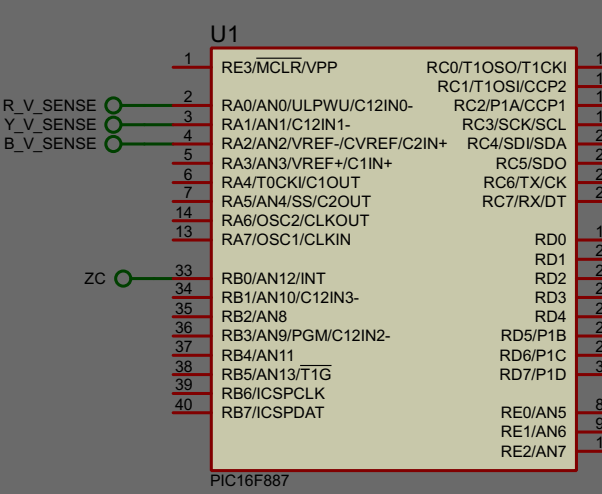 U1
1 RE3/MCLR/VPP RC0/T1OSO/T1CKI
RC1/T1OSI/CCP2
R_V_SENSE 2 RA0/AN0/ULPWU/C12IN0- RC2/P1A/CCP1
Y_V_SENSE 3 RA1/AN1/C12IN1- RC3/SCK/SCL
B_V_SENSE 4 RA2/AN2/VREF-/CVREF/C2IN+ RC4/SDI/SDA
5 RA3/AN3/VREF+/C1IN+ RC5/SDO
6 RA4/T0CKI/C1OUT RC6/TX/CK
7 RA5/AN4/SS/C2OUT RC7/RX/DT
14 RA6/OSC2/CLKOUT
13 RA7/OSC1/CLKIN RD0
RD1
ZC 33 RB0/AN12/INT RD2
34 RB1/AN10/C12IN3- RD3
35 RB2/AN8 RD4
36 RB3/AN9/PGM/C12IN2- RD5/P1B
37 RB4/AN11 RD6/P1C
38 RB5/AN13/T1G RD7/P1D
39 RB6/ICSPCLK
40 RB7/ICSPDAT RE0/AN5 8
RE1/AN6 9
RE2/AN7
PIC16F887